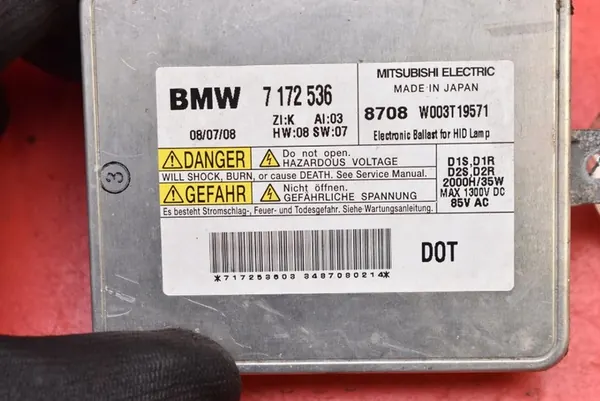 BMW 7 172 536
ZI:K AI:03
08/07/08 HW:08 SW:07
MITSUBISHI ELECTRIC
MADE IN JAPAN
8708 W003T19571
Electronic Ballast for HID Lamp
DANGER Do not open.
HAZARDOUS VOLTAGE
WILL SHOCK, BURN, or cause DEATH. See Service Manual.
GEFAHR Nicht öffnen.
GEFÄHRLICHE SPANNUNG
Es besteht Stromschlag-, Feuer- und Todesgefahr. Siehe Wartungsanleitung.
D1S,D1R
D2S,D2R
2000H/35W
MAX 1300V DC
85V AC
*717253603 3487080214*
DOT
3